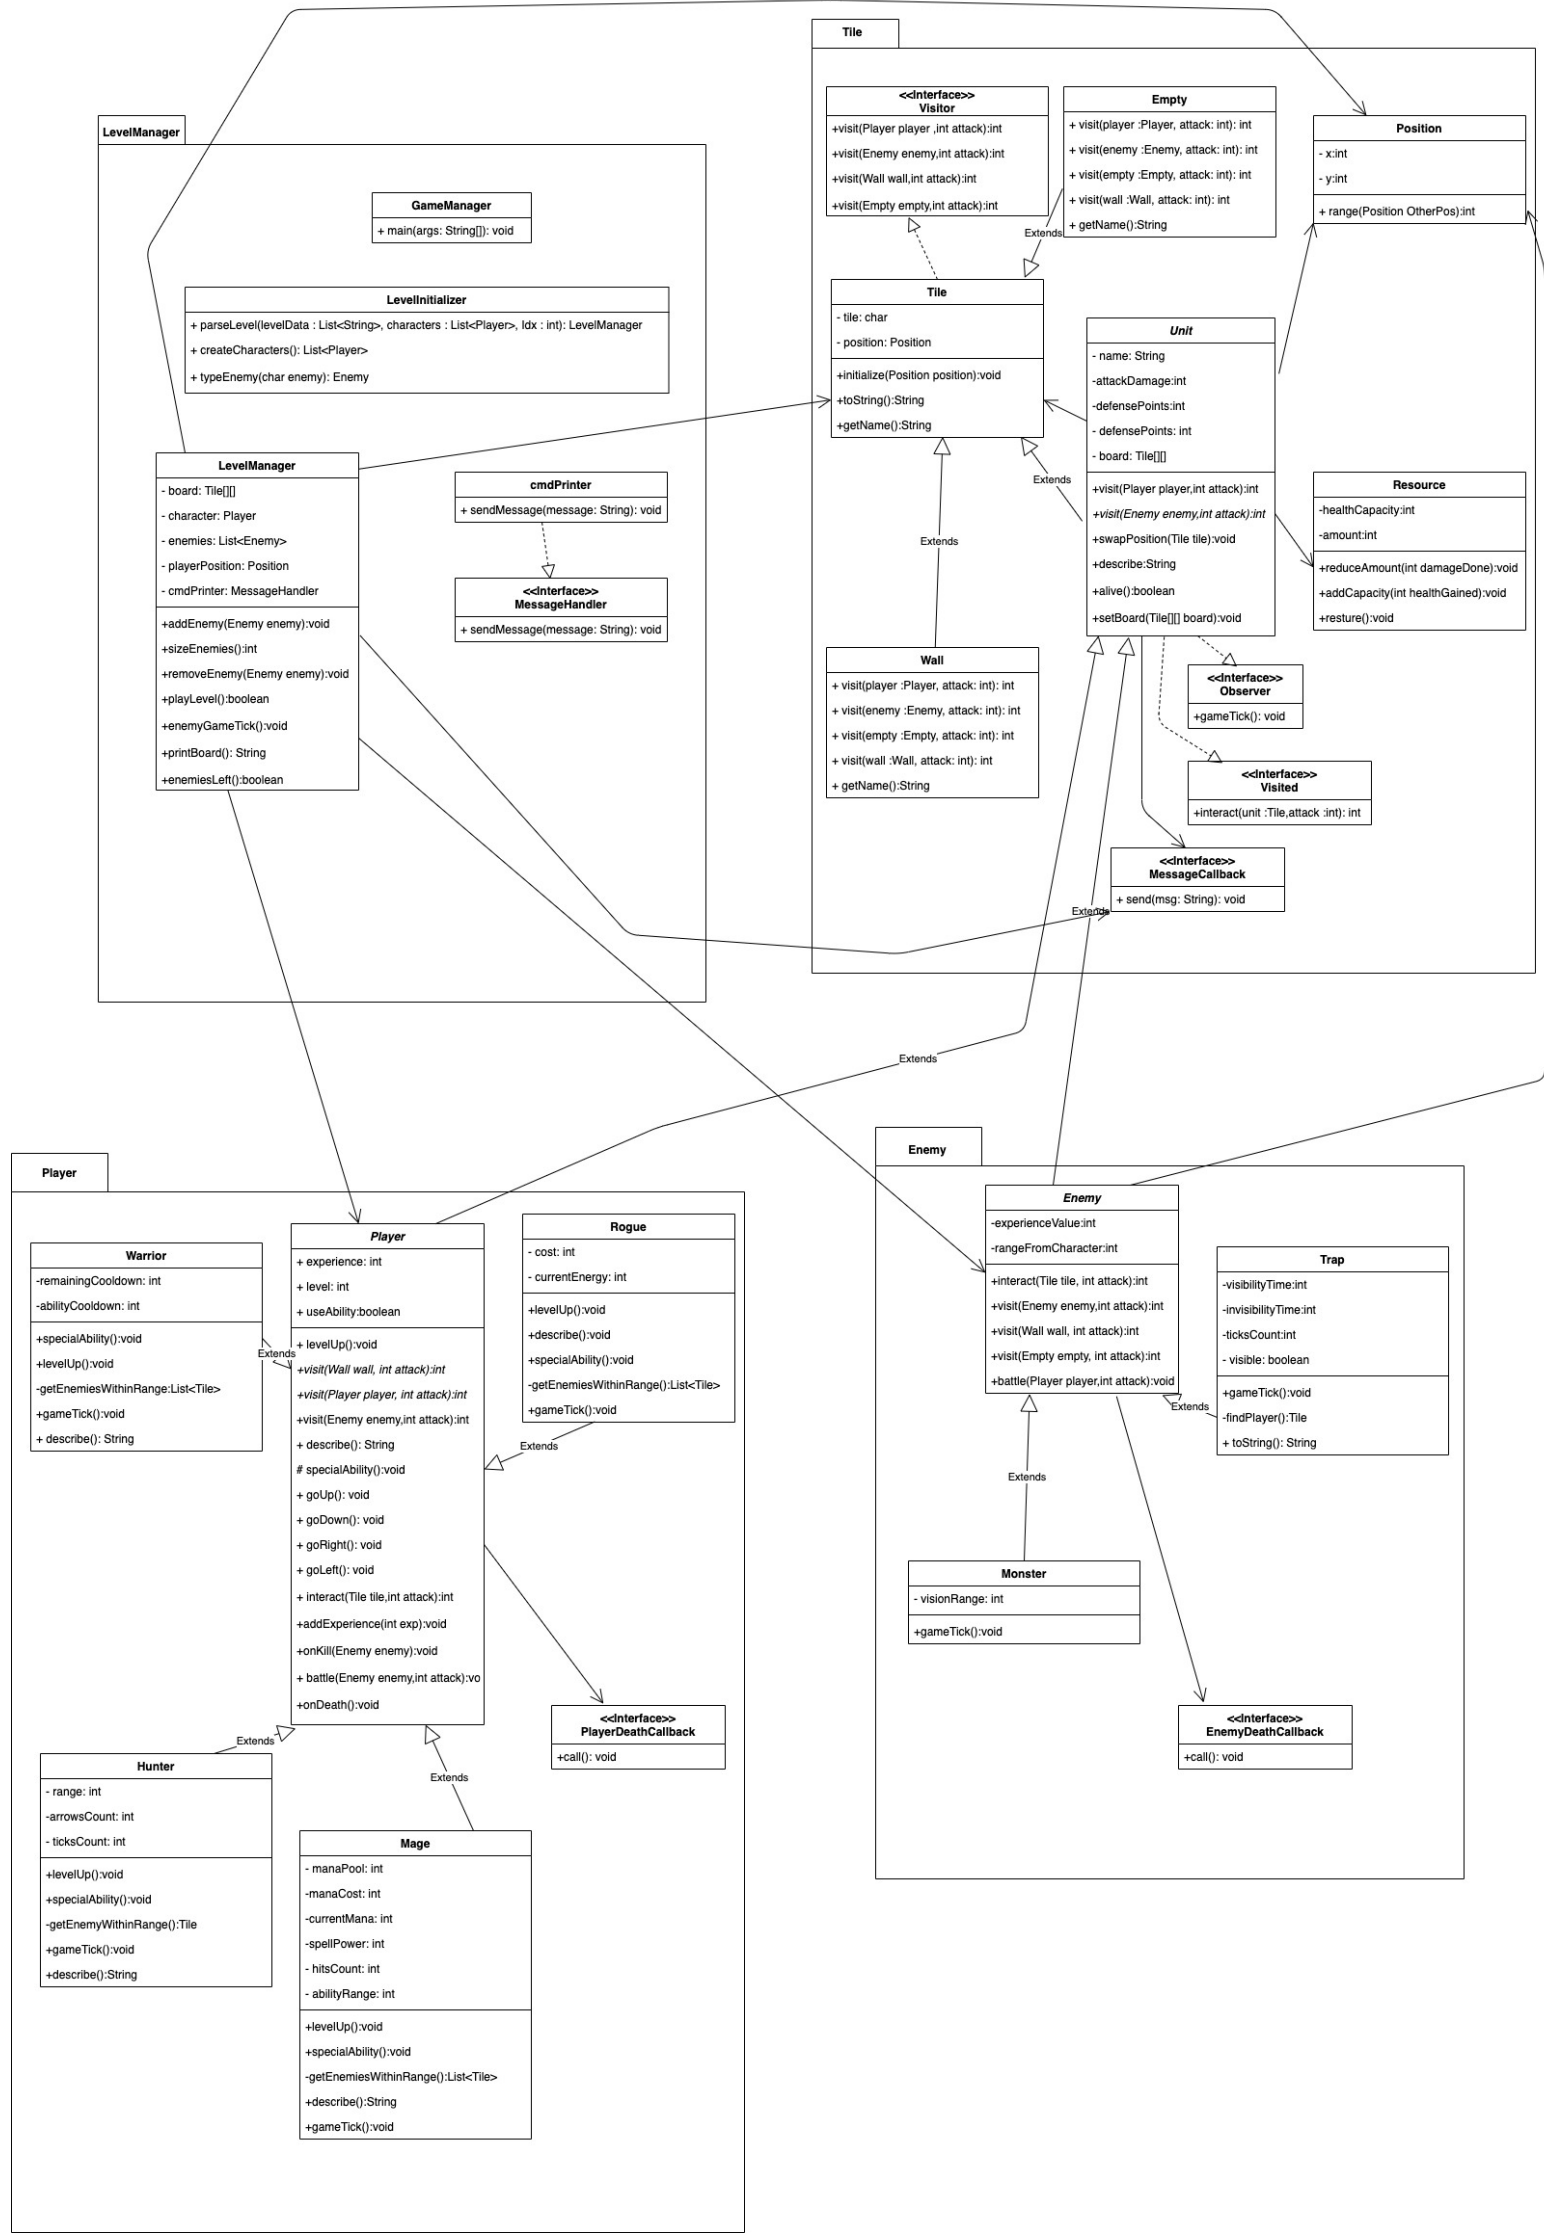 Tile
<<Interface>>
Visitor
+visit(Player player ,int attack):int
+visit(Enemy enemy,int attack):int
+visit(Wall wall,int attack):int
+visit(Empty empty,int attack):int
Empty
+ visit(player :Player, attack: int): int
+ visit(enemy :Enemy, attack: int): int
+ visit(empty :Empty, attack: int): int
+ visit(wall :Wall, attack: int): int
+ getName():String
Position
- x:int
- y:int
+ range(Position OtherPos):int
LevelManager
GameManager
+ main(args: String[]): void
Extends
LevelInitializer
+ parseLevel(levelData : List<String>, characters : List<Player>, Idx : int): LevelManager
+ createCharacters(): List<Player>
+ typeEnemy(char enemy): Enemy
Tile
- tile: char
- position: Position
+initialize(Position position):void
+toString():String
+getName():String
Unit
- name: String
-attackDamage:int
-defensePoints:int
- defensePoints: int
- board: Tile[][]
+visit(Player player,int attack):int
+visit(Enemy enemy,int attack):int
+swapPosition(Tile tile):void
+describe:String
+alive():boolean
+setBoard(Tile[][] board):void
LevelManager
- board: Tile[][]
- character: Player
- enemies: List<Enemy>
- playerPosition: Position
- cmdPrinter: MessageHandler
+addEnemy(Enemy enemy):void
+sizeEnemies():int
+removeEnemy(Enemy enemy):void
+playLevel():boolean
+enemyGameTick():void
+printBoard(): String
+enemiesLeft():boolean
cmdPrinter
+ sendMessage(message: String): void
<<Interface>>
MessageHandler
+ sendMessage(message: String): void
Extends
Extends
Resource
-healthCapacity:int
-amount:int
+reduceAmount(int damageDone):void
+addCapacity(int healthGained):void
+resture():void
Wall
+ visit(player :Player, attack: int): int
+ visit(enemy :Enemy, attack: int): int
+ visit(empty :Empty, attack: int): int
+ visit(wall :Wall, attack: int): int
+ getName():String
<<Interface>>
Observer
+gameTick(): void
<<Interface>>
Visited
+interact(unit :Tile,attack :int): int
<<Interface>>
MessageCallback
+ send(msg: String): void
Extends
Extends
Player
Warrior
-remainingCooldown: int
-abilityCooldown: int
+specialAbility():void
+levelUp():void
-getEnemiesWithinRange:List<Tile>
+gameTick():void
+ describe(): String
Extends
Player
+ experience: int
+ level: int
+ useAbility:boolean
+ levelUp():void
+visit(Wall wall, int attack):int
+visit(Player player, int attack):int
+visit(Enemy enemy,int attack):int
+ describe(): String
# specialAbility():void
+ goUp(): void
+ goDown(): void
+ goRight(): void
+ goLeft(): void
+ interact(Tile tile,int attack):int
+addExperience(int exp):void
+onKill(Enemy enemy):void
+ battle(Enemy enemy,int attack):vo
+onDeath():void
Rogue
- cost: int
- currentEnergy: int
+levelUp():void
+describe():void
+specialAbility():void
-getEnemiesWithinRange():List<Tile>
+gameTick():void
Extends
<<Interface>>
PlayerDeathCallback
+call(): void
Extends
Extends
Hunter
- range: int
-arrowsCount: int
- ticksCount: int
+levelUp():void
+specialAbility():void
-getEnemyWithinRange():Tile
+gameTick():void
+describe():String
Mage
- manaPool: int
-manaCost: int
-currentMana: int
-spellPower: int
- hitsCount: int
- abilityRange: int
+levelUp():void
+specialAbility():void
-getEnemiesWithinRange():List<Tile>
+describe():String
+gameTick():void
Enemy
Enemy
-experienceValue:int
-rangeFromCharacter:int
+interact(Tile tile, int attack):int
+visit(Enemy enemy,int attack):int
+visit(Wall wall, int attack):int
+visit(Empty empty, int attack):int
+battle(Player player,int attack):void
Trap
-visibilityTime:int
-invisibilityTime:int
-ticksCount:int
- visible: boolean
+gameTick():void
-findPlayer():Tile
+ toString(): String
Extends
Extends
Monster
- visionRange: int
+gameTick():void
<<Interface>>
EnemyDeathCallback
+call(): void